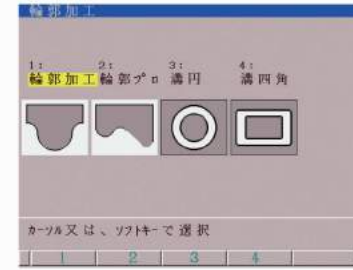 輪郭加工
1: 2: 3: 4:
輪郭加工 輪郭ﾌﾟﾛ 溝円 溝四角
ｶｰｿﾙ又は、ｿﾌﾄｷｰで選択
1 2 3 4